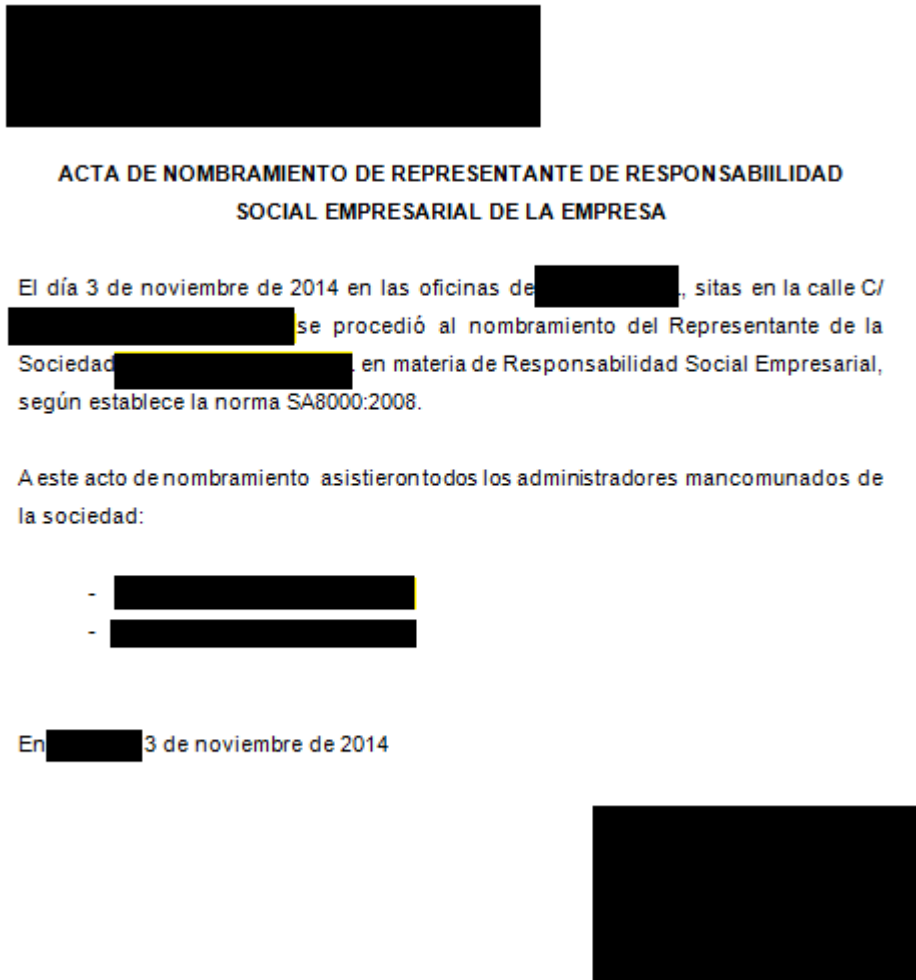 ACTA DE NOMBRAMIENTO DE REPRESENTANTE DE RESPONSABIILIDAD
SOCIAL EMPRESARIAL DE LA EMPRESA
El día 3 de noviembre de 2014 en las oficinas de ., sitas en la calle C/
se procedió al nombramiento del Representante de la
Sociedad . en materia de Responsabilidad Social Empresarial,
según establece la norma SA8000:2008.
A este acto de nombramiento asistieron todos los administradores mancomunados de
la sociedad:
-
-
En 3 de noviembre de 2014